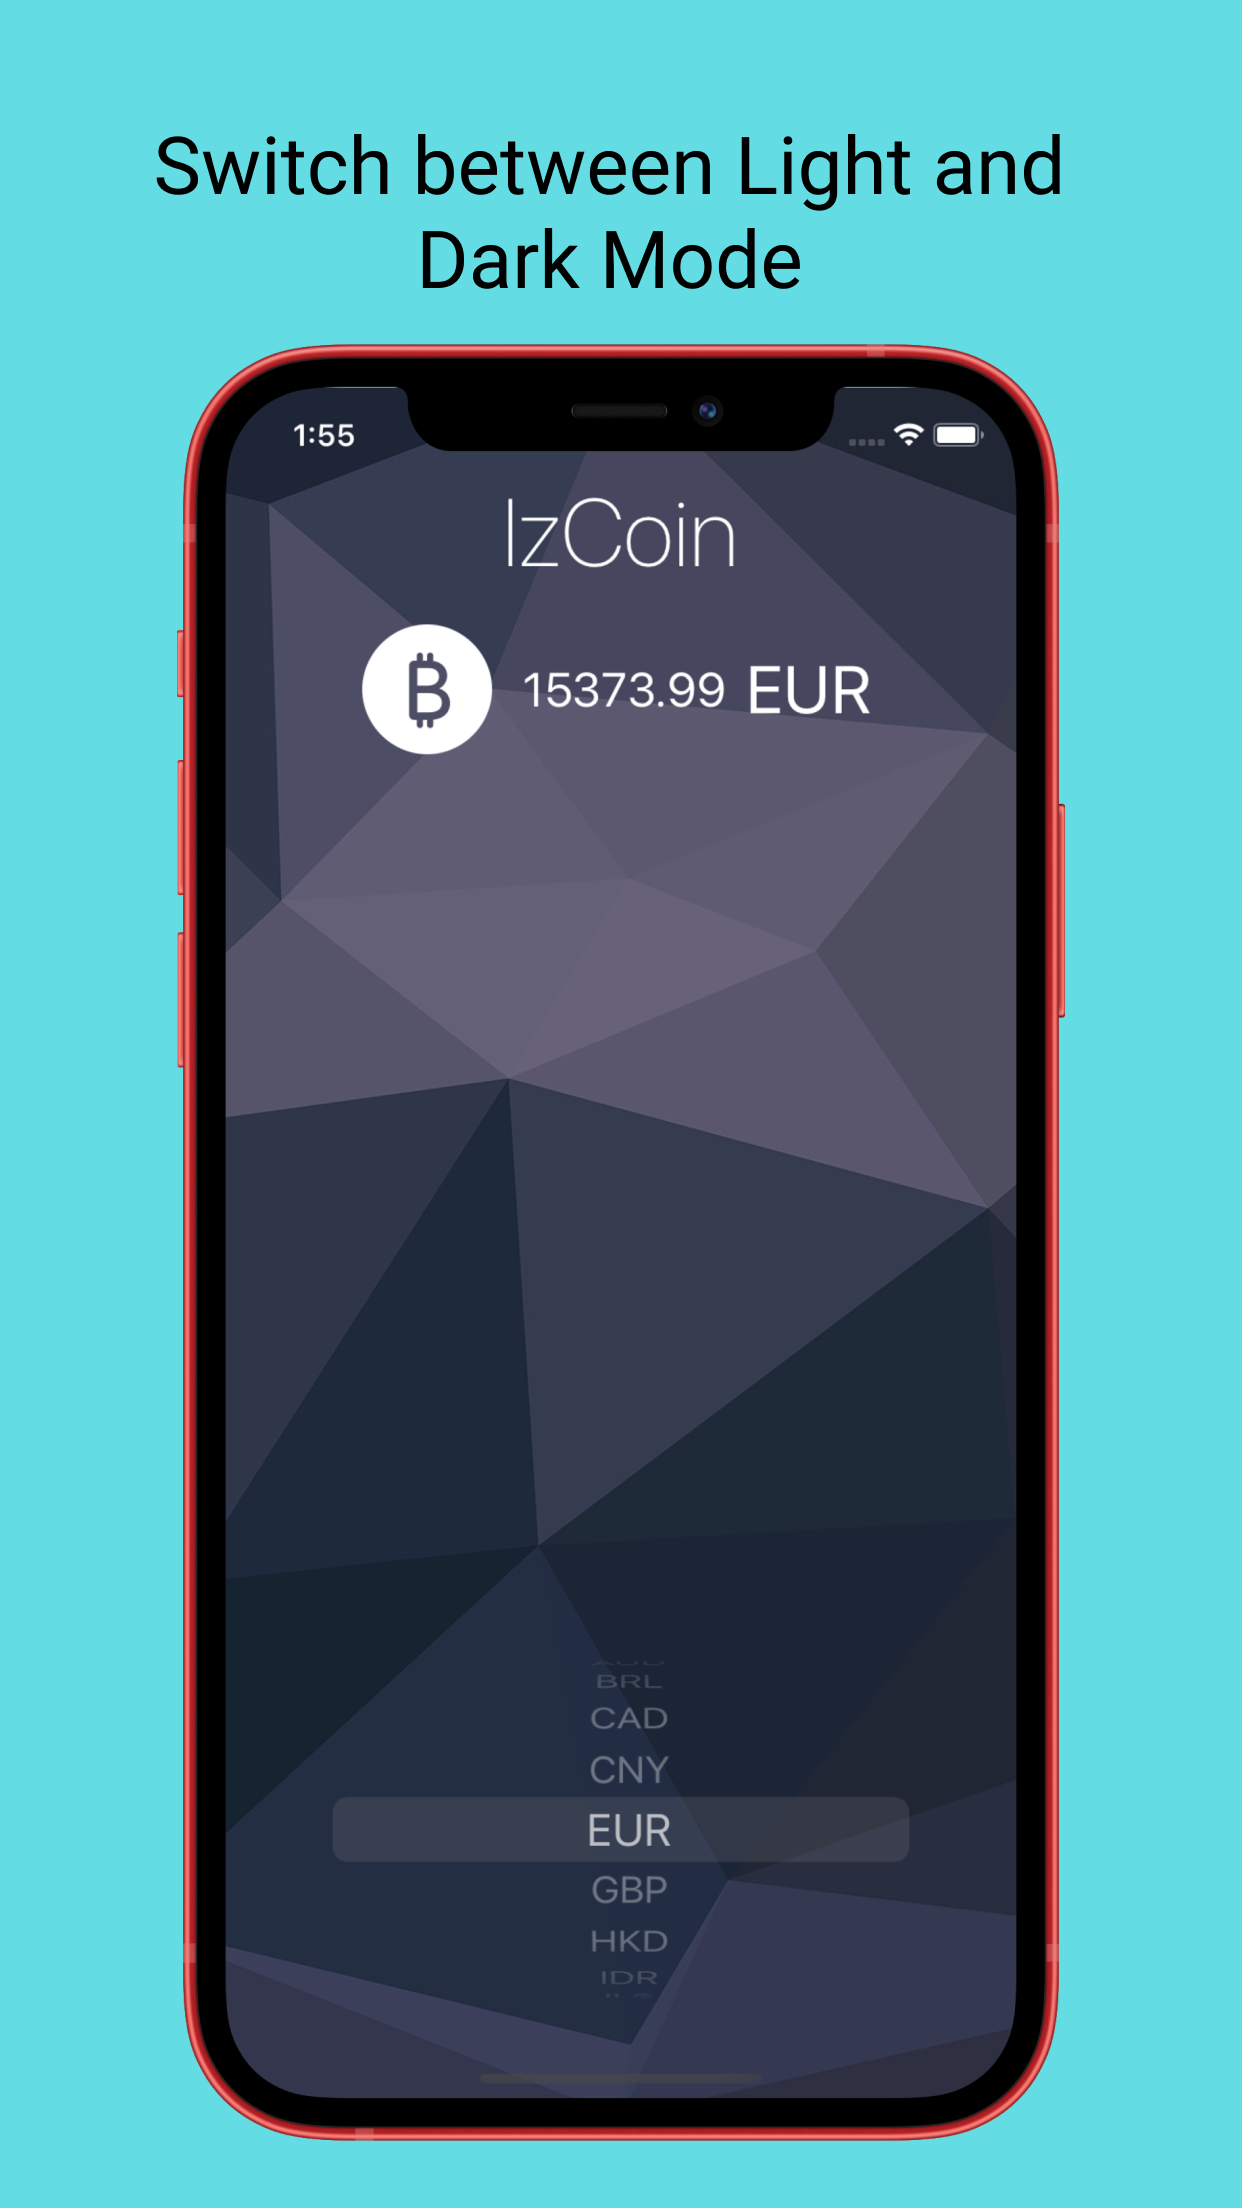 Switch between Light and
Dark Mode
1:55
IzCoin
15373.99 EUR
BRL
CAD
CNY
EUR
GBP
HKD
IDR